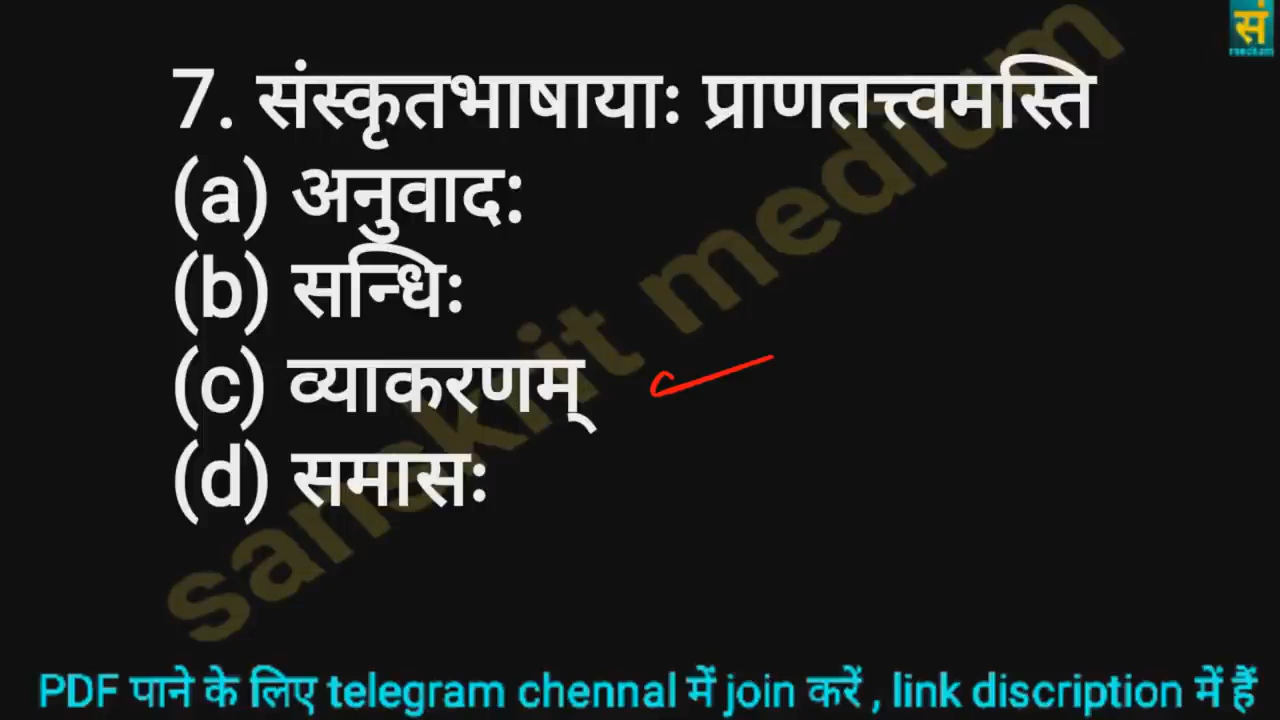 सं
7. संस्कृतभाषायाः प्राणतत्त्वमस्ति
(a) अनुवाद:
(b) सन्धिः
(c) व्याकरणम्
(d) समासः
sanskrit medium
PDF पाने के लिए telegram chennal में join करें , link discription में हैं